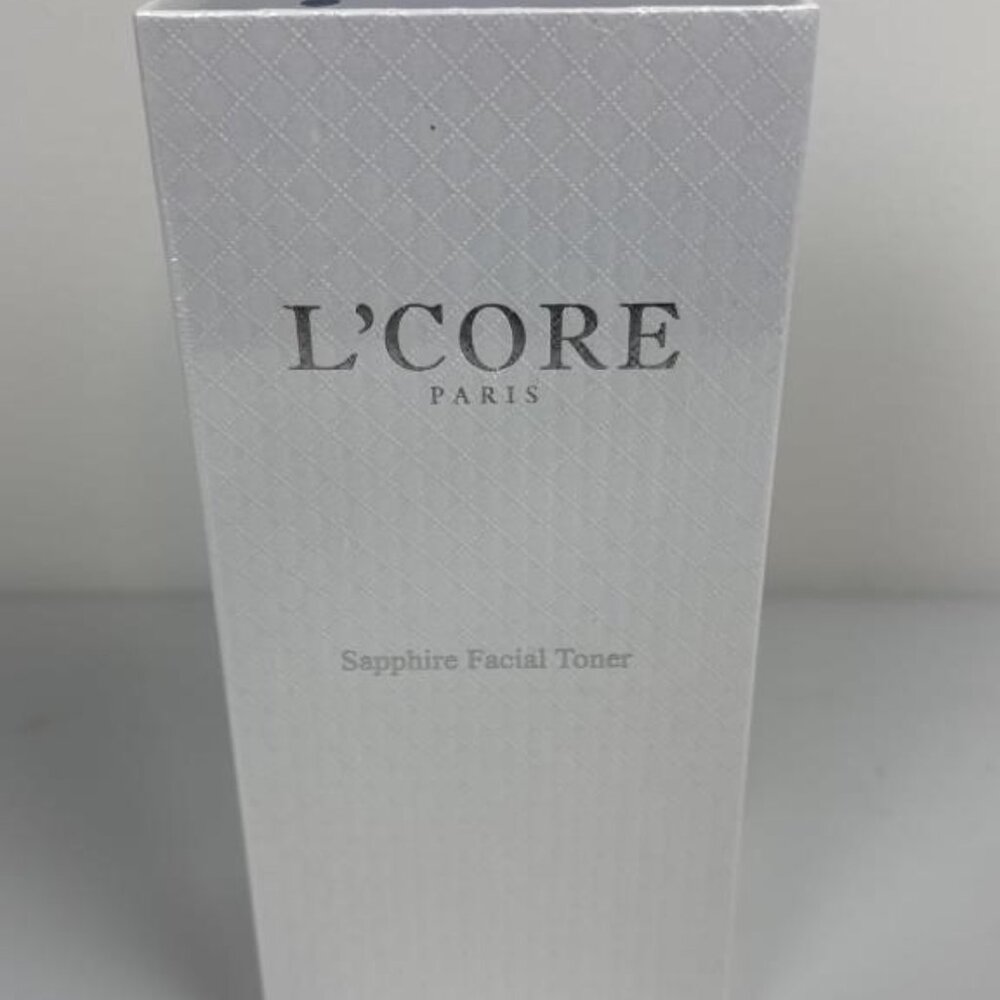 L'CORE
PARIS
Sapphire Facial Toner